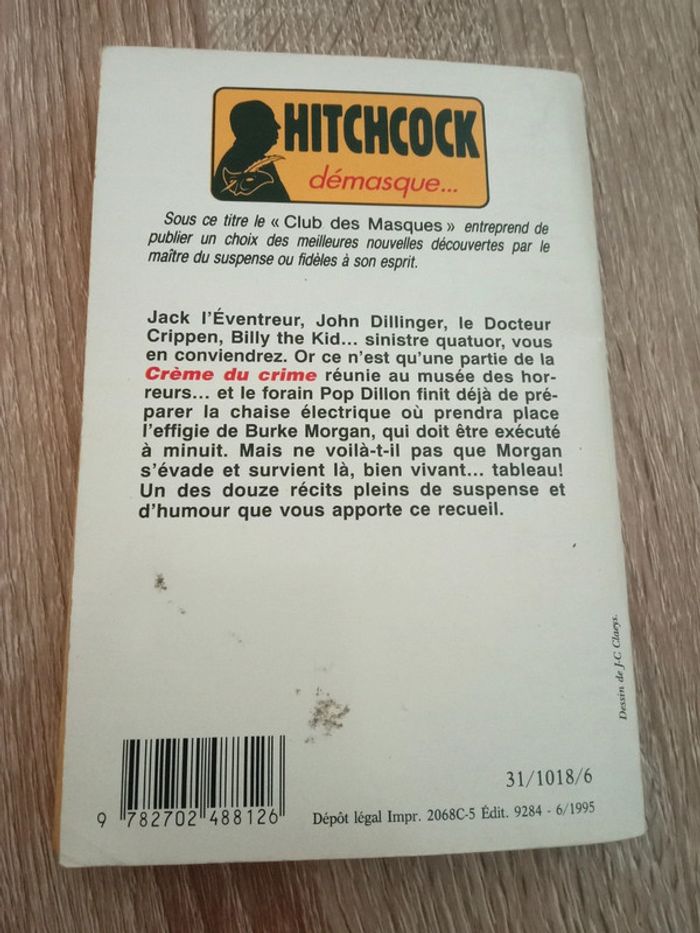 HITCHCOCK
démasque...
Sous ce titre le « Club des Masques » entreprend de
publier un choix des meilleures nouvelles découvertes par le
maître du suspense ou fidèles à son esprit.
Jack l'Éventreur, John Dillinger, le Docteur
Crippen, Billy the Kid... sinistre quatuor, vous
en conviendrez. Or ce n'est qu'une partie de la
Crème du crime réunie au musée des hor-
reurs... et le forain Pop Dillon finit déjà de pré-
parer la chaise électrique où prendra place
l'effigie de Burke Morgan, qui doit être exécuté
à minuit. Mais ne voilà-t-il pas que Morgan
s'évade et survient là, bien vivant... tableau!
Un des douze récits pleins de suspense et
d'humour que vous apporte ce recueil.
Dessin de J-C Claeys.
31/1018/6
9 782702 488126
Dépôt légal Impr. 2068C-5 Édit. 9284 - 6/1995